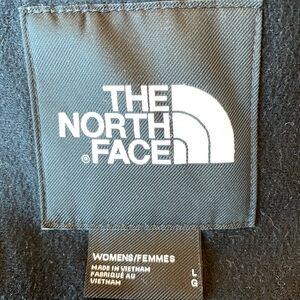 THE
NORTH
®FACE
WOMENS/FEMMES
MADE IN VIETNAM
FABRIQUÉ AU
VIETNAM
L
G